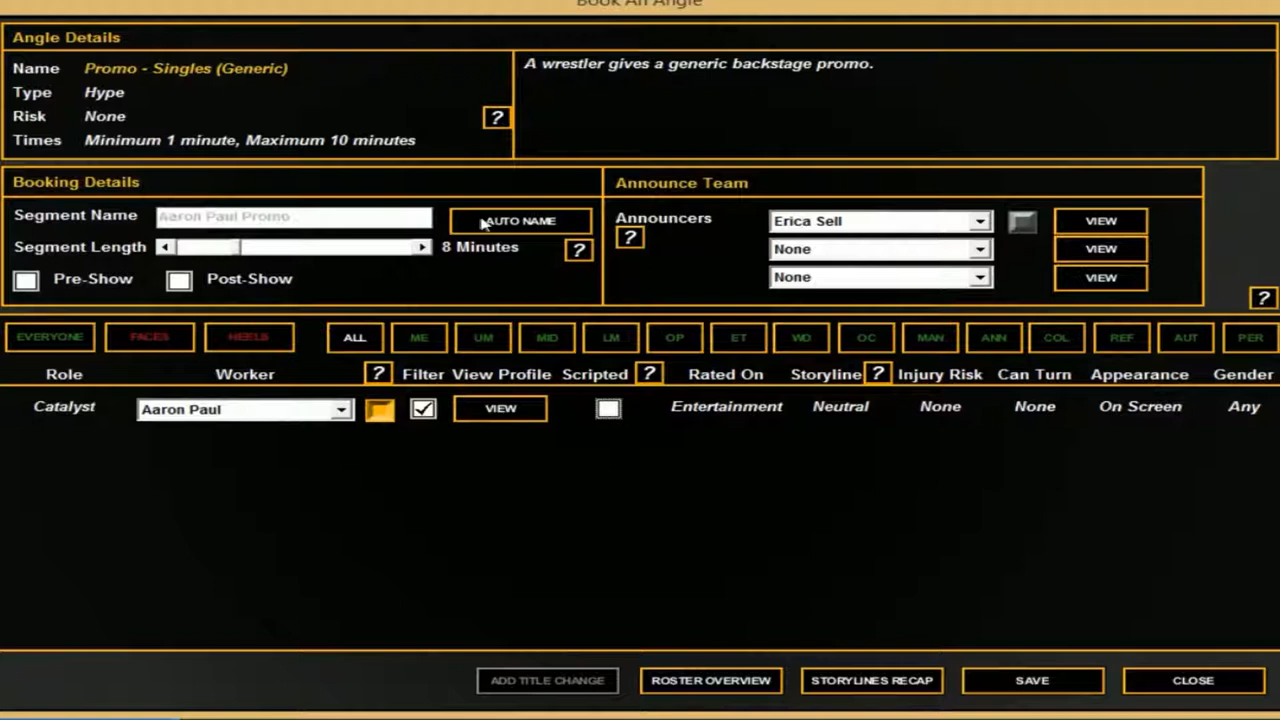 Book An Angle
Angle Details
Name Promo - Singles (Generic)
Type Hype
Risk None
?
Times Minimum 1 minute, Maximum 10 minutes
A wrestler gives a generic backstage promo.
Booking Details
Segment Name Aaron Paul Promo AUTO NAME
Segment Length 8 Minutes ?
Pre-Show Post-Show
Announce Team
Announcers Erica Sell VIEW
? None VIEW
None VIEW
?
EVERYONE FACES HEELS ALL ME UM MID LM OP ET WO OC MAN ANN COL REF AUT PER
Role Worker ? Filter View Profile Scripted ? Rated On Storyline ? Injury Risk Can Turn Appearance Gender
Catalyst Aaron Paul VIEW Entertainment Neutral None None On Screen Any
ADD TITLE CHANGE ROSTER OVERVIEW STORYLINES RECAP SAVE CLOSE